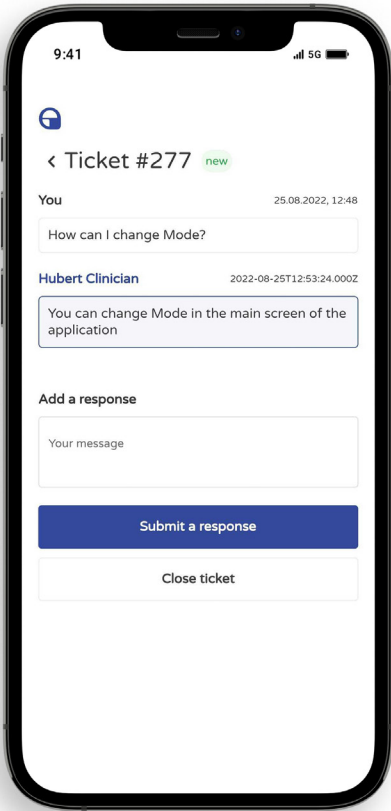 9:41
5G
Ticket #277 new
You 25.08.2022, 12:48
How can I change Mode?
Hubert Clinician 2022-08-25T12:53:24.000Z
You can change Mode in the main screen of the
application
Add a response
Your message
Submit a response
Close ticket